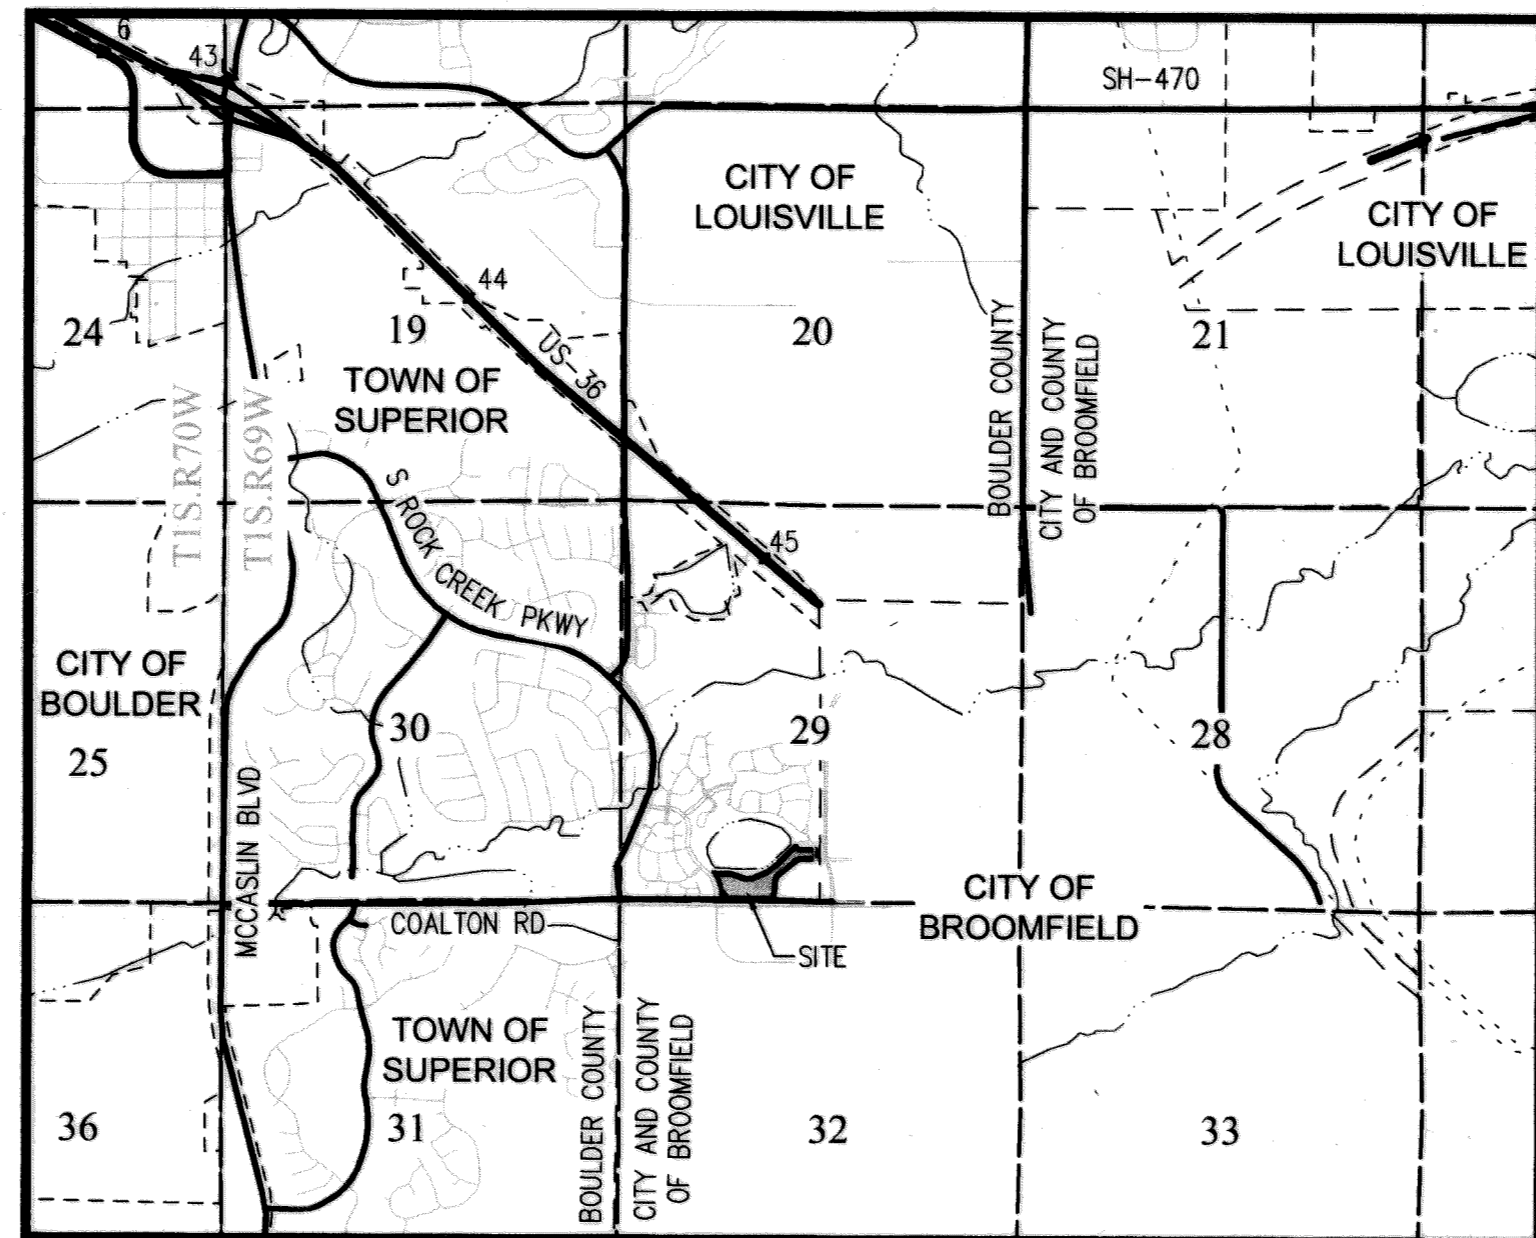 6
43
SH-470
CITY OF
LOUISVILLE
CITY OF
LOUISVILLE
44
24
19
US-36
20
BOULDER COUNTY
CITY AND COUNTY
OF BROOMFIELD
21
TOWN OF
SUPERIOR
T1S.R70W
T1S.R69W
S ROCK CREEK PKWY
45
CITY OF
BOULDER
25
30
29
28
MCCASLIN BLVD
CITY OF
BROOMFIELD
COALTON RD
SITE
TOWN OF
SUPERIOR
BOULDER COUNTY
CITY AND COUNTY
OF BROOMFIELD
36
31
32
33